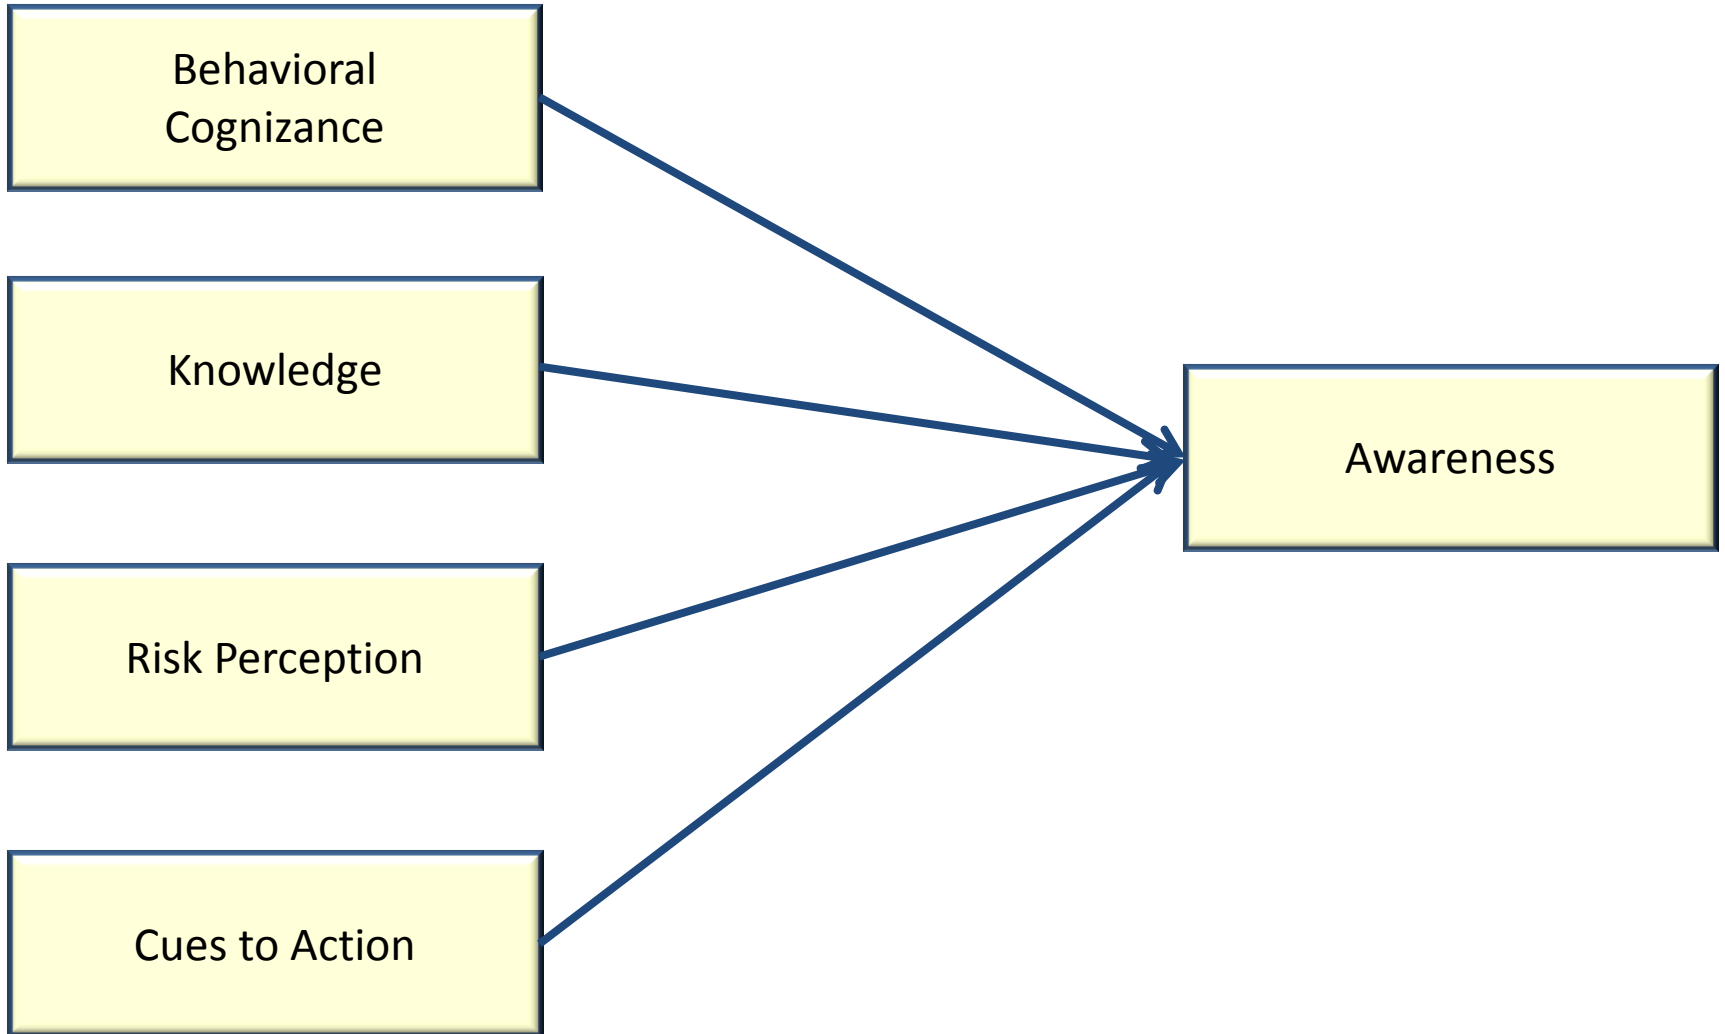 Behavioral
Cognizance
Knowledge
Awareness
Risk Perception
Cues to Action